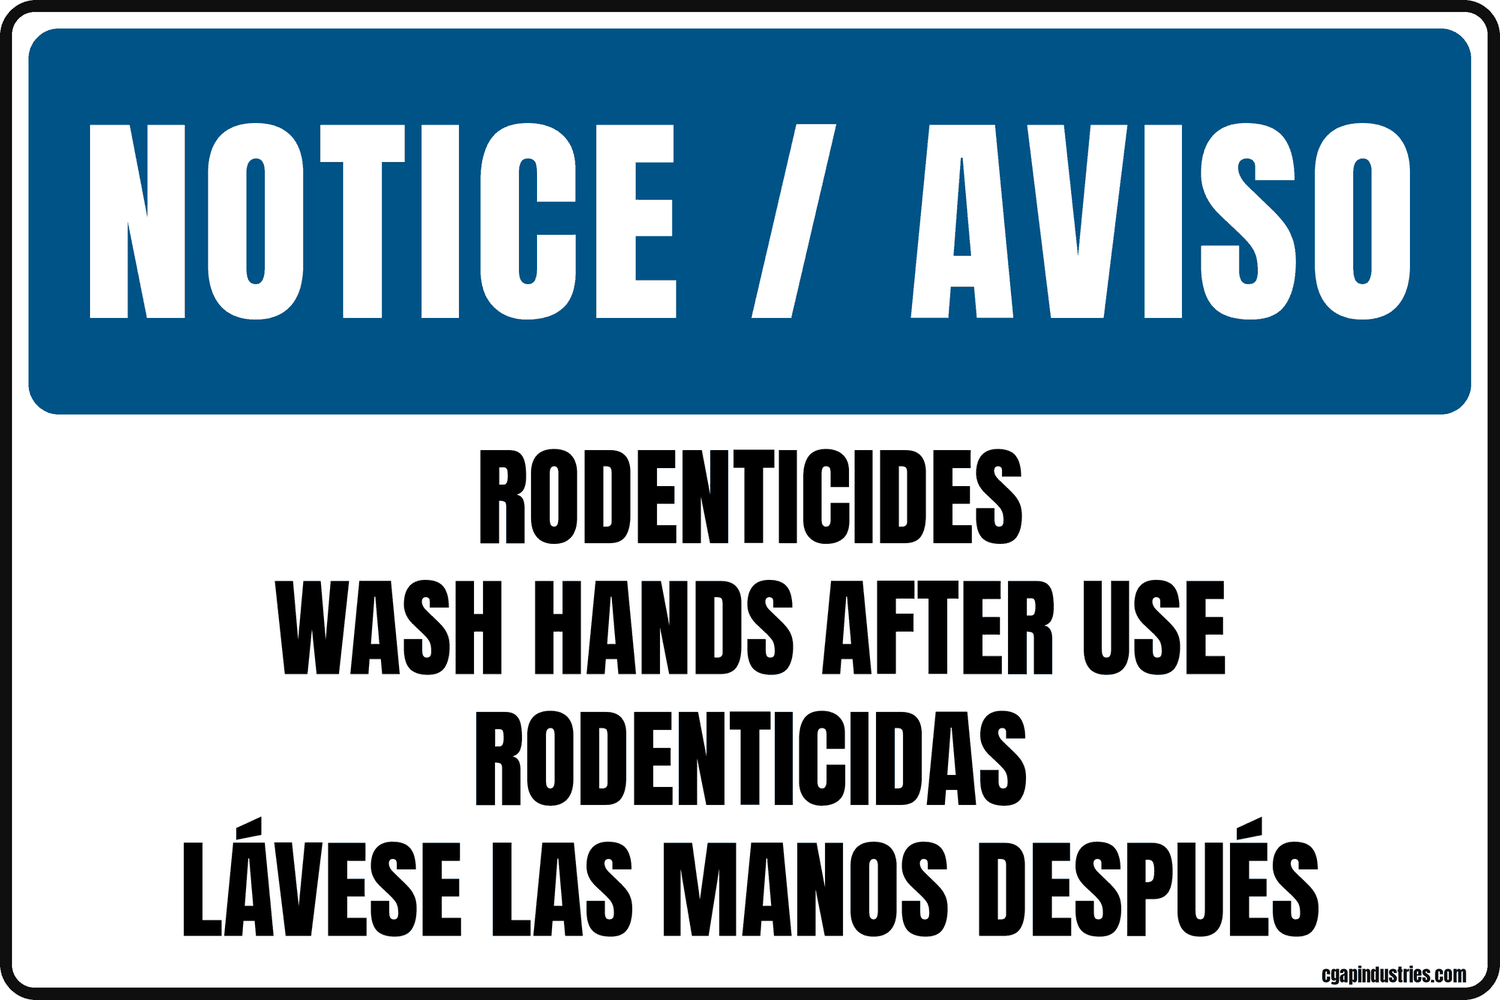 NOTICE / AVISO
RODENTICIDES
WASH HANDS AFTER USE
RODENTICIDAS
LÁVESE LAS MANOS DESPUÉS
cgapindustries.com